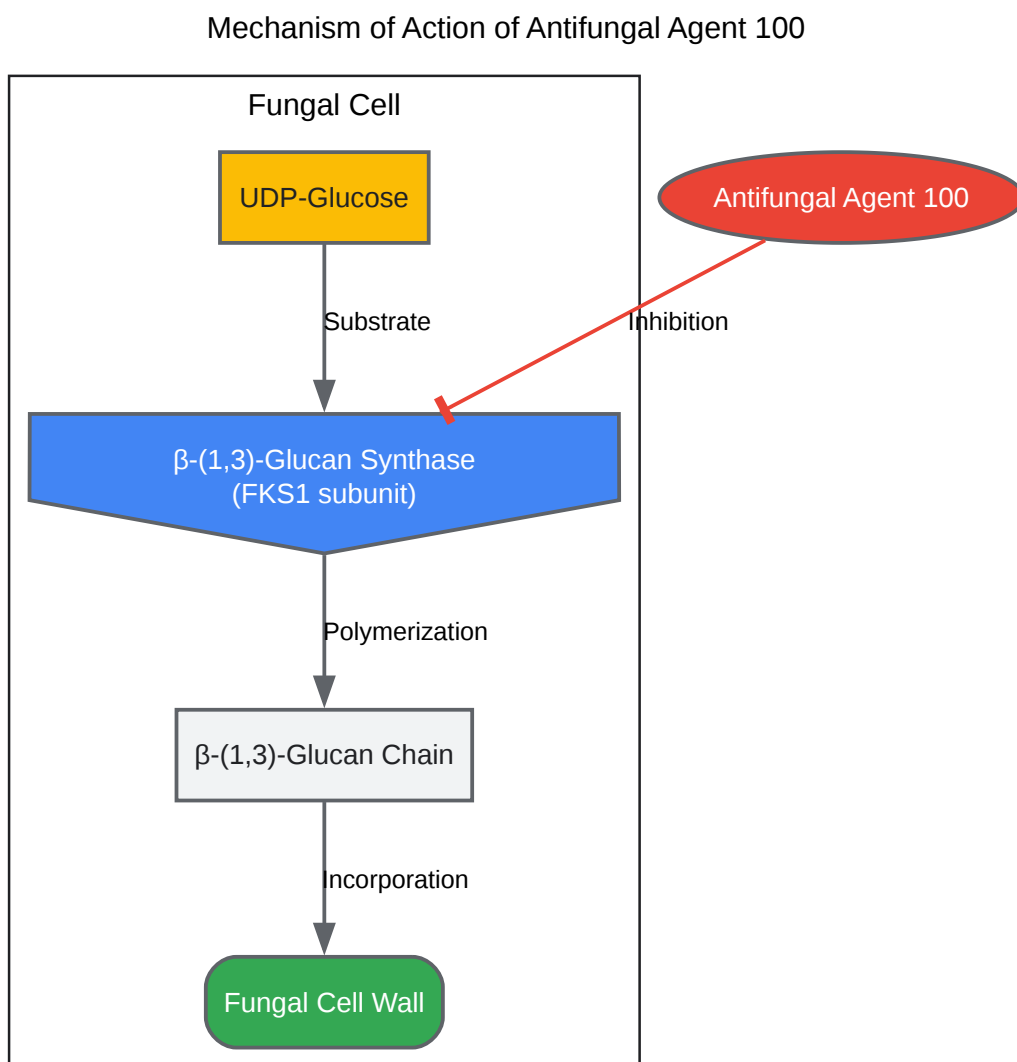 Mechanism of Action of Antifungal Agent 100
Fungal Cell
UDP-Glucose
Antifungal Agent 100
Substrate
Inhibition
β-(1,3)-Glucan Synthase
(FKS1 subunit)
Polymerization
β-(1,3)-Glucan Chain
Incorporation
Fungal Cell Wall